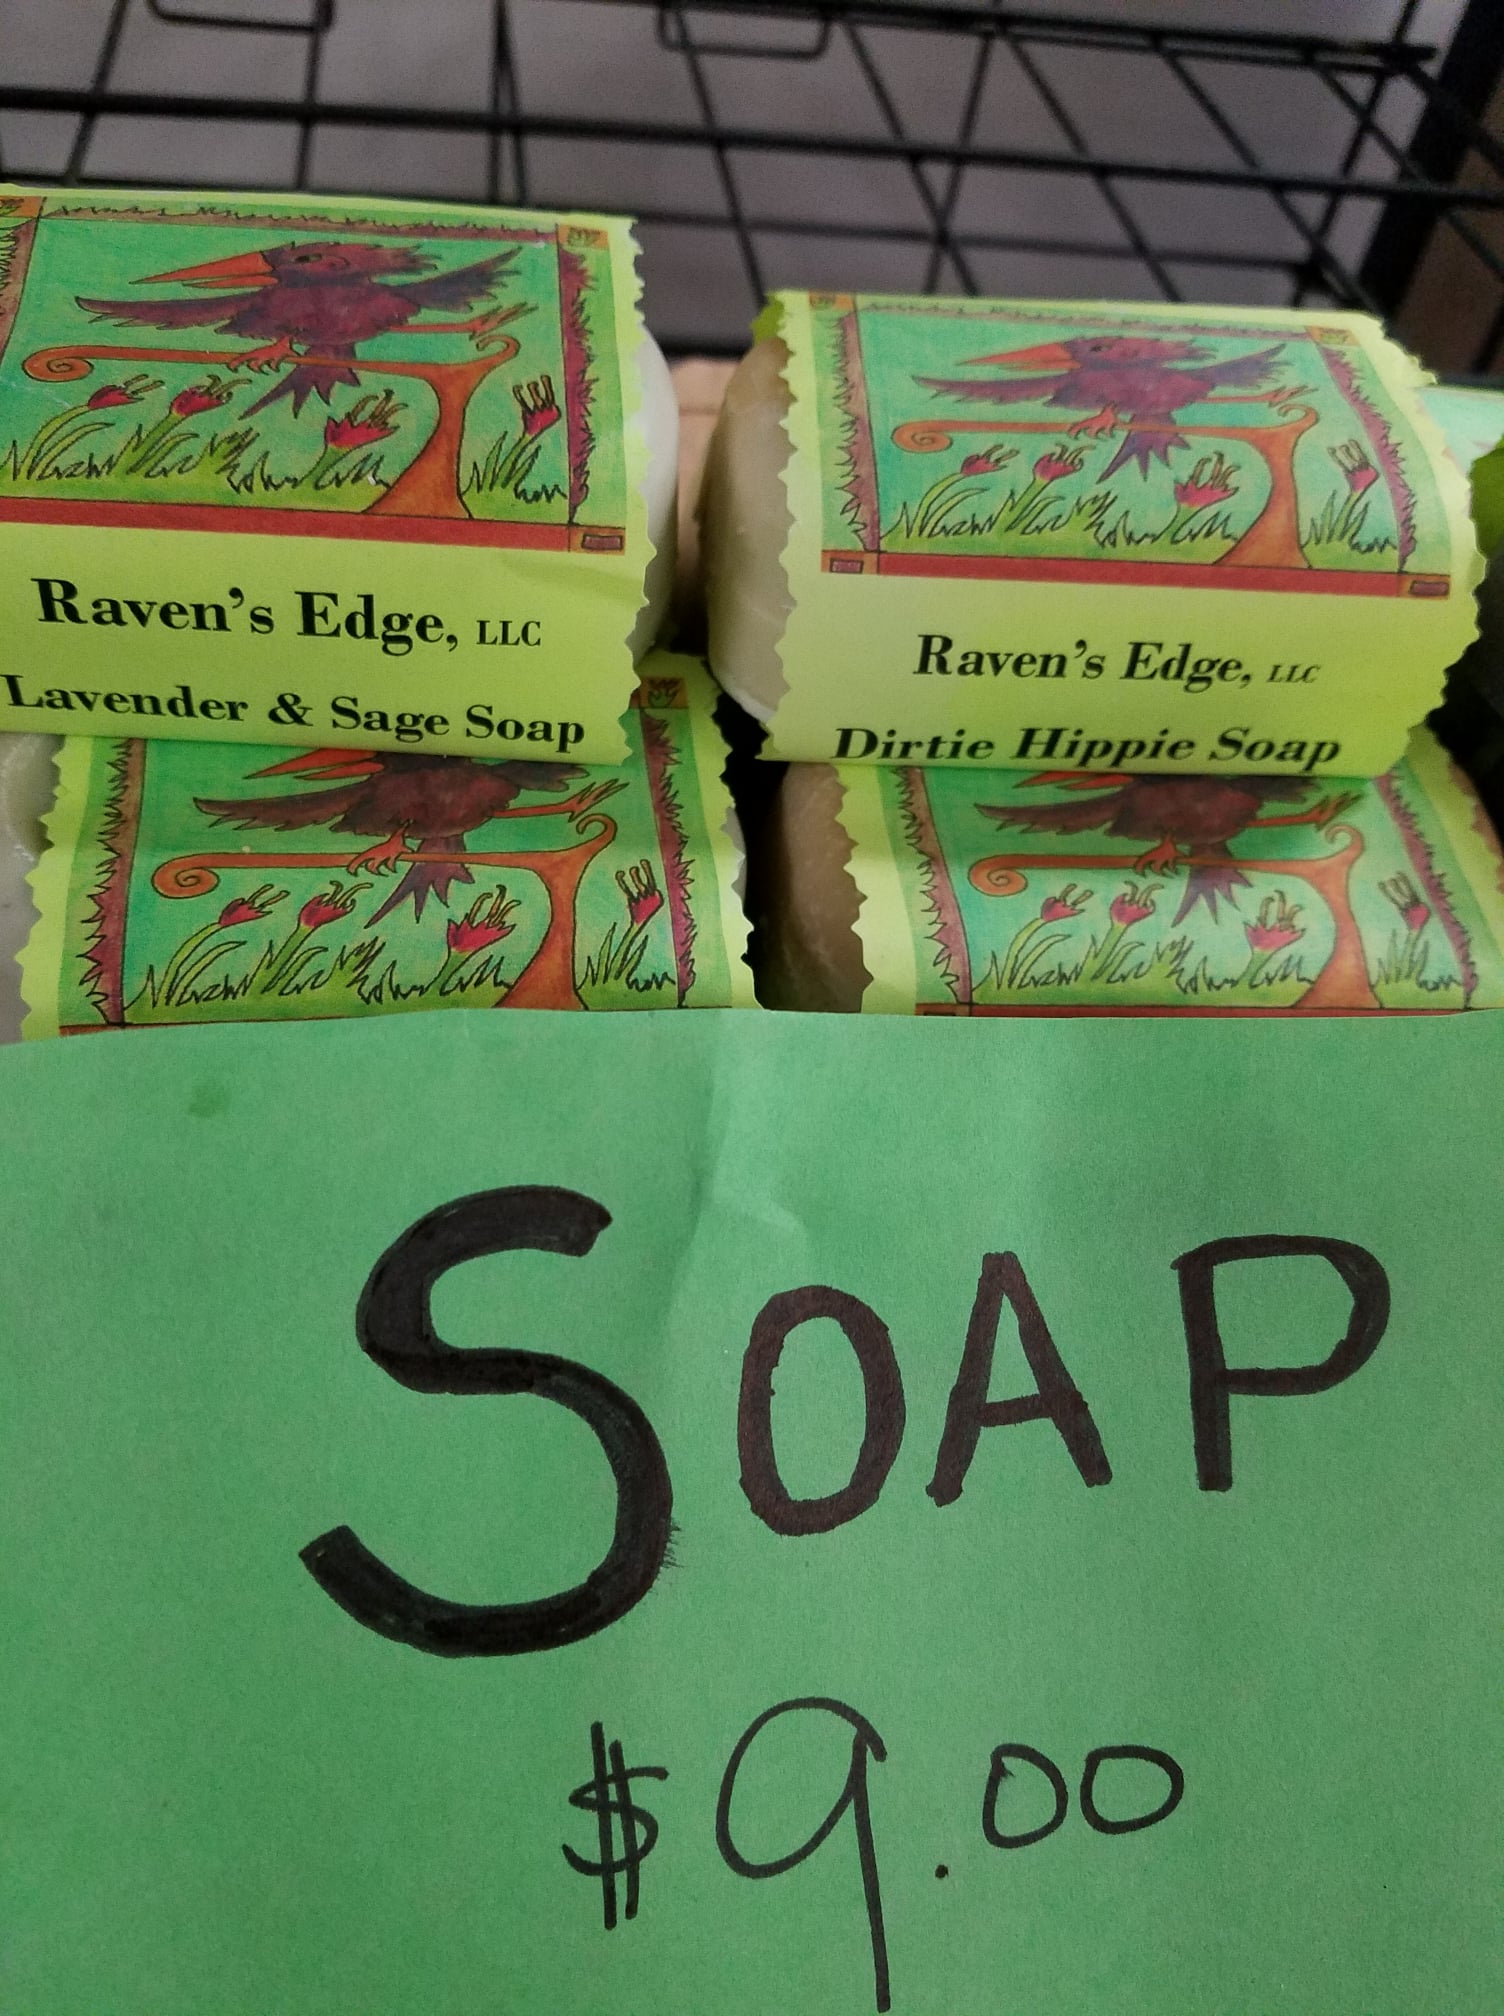 Raven's Edge, LLC
Lavender & Sage Soap
Raven's Edge, LLC
Dirtie Hippie Soap
SOAP
$9.00